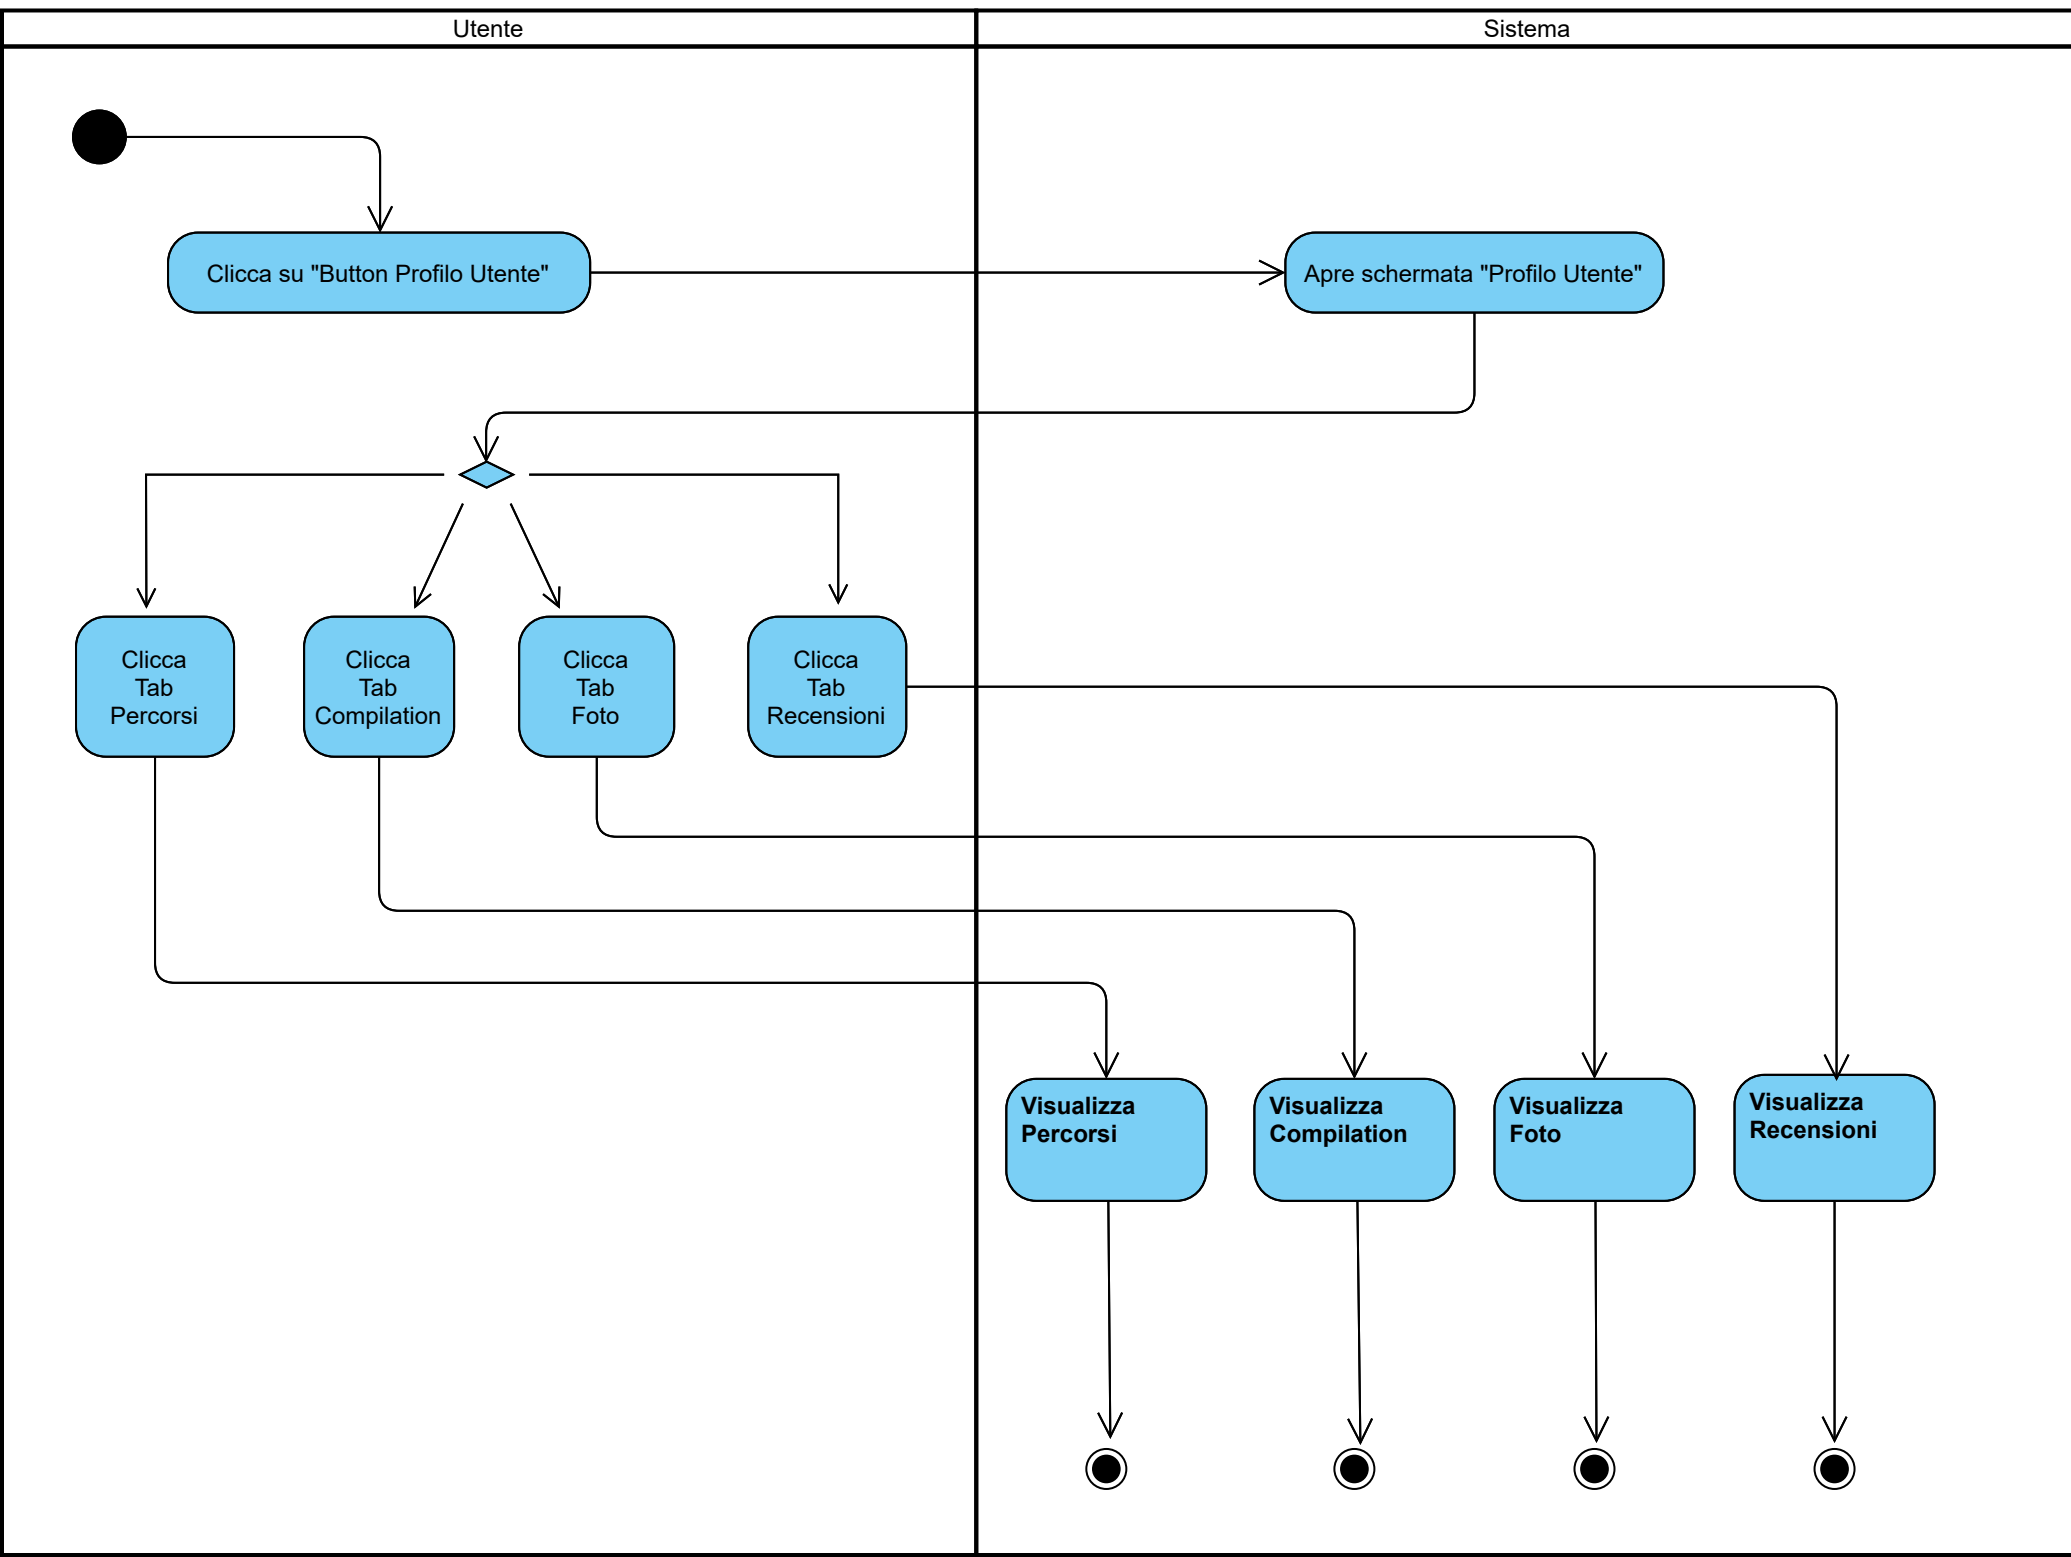 Utente
Sistema
Clicca su "Button Profilo Utente"
Apre schermata "Profilo Utente"
Clicca
Tab
Percorsi
Clicca
Tab
Compilation
Clicca
Tab
Foto
Clicca
Tab
Recensioni
Visualizza
Percorsi
Visualizza
Compilation
Visualizza
Foto
Visualizza
Recensioni